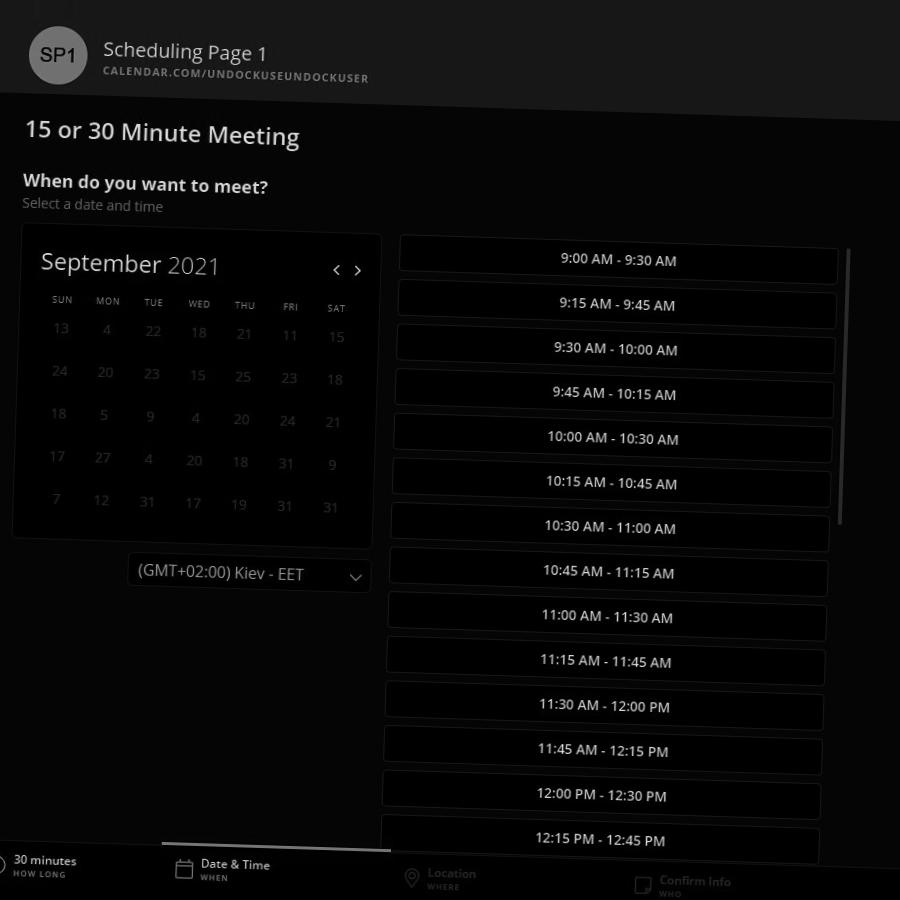 SP1
Scheduling Page 1
CALENDAR.COM/UNDOCKUSEUNDOCKUSER
15 or 30 Minute Meeting
When do you want to meet?
Select a date and time
September 2021
SUN MON TUE WED THU FRI SAT
13 4 22 18 21 11 15
24 20 23 15 25 23 18
18 5 9 4 20 24 21
17 27 4 20 18 31 9
7 12 31 17 19 31 31
(GMT+02:00) Kiev - EET
9:00 AM - 9:30 AM
9:15 AM - 9:45 AM
9:30 AM - 10:00 AM
9:45 AM - 10:15 AM
10:00 AM - 10:30 AM
10:15 AM - 10:45 AM
10:30 AM - 11:00 AM
10:45 AM - 11:15 AM
11:00 AM - 11:30 AM
11:15 AM - 11:45 AM
11:30 AM - 12:00 PM
11:45 AM - 12:15 PM
12:00 PM - 12:30 PM
12:15 PM - 12:45 PM
30 minutes
HOW LONG
Date & Time
WHEN
Location
WHERE
Confirm Info
WHO